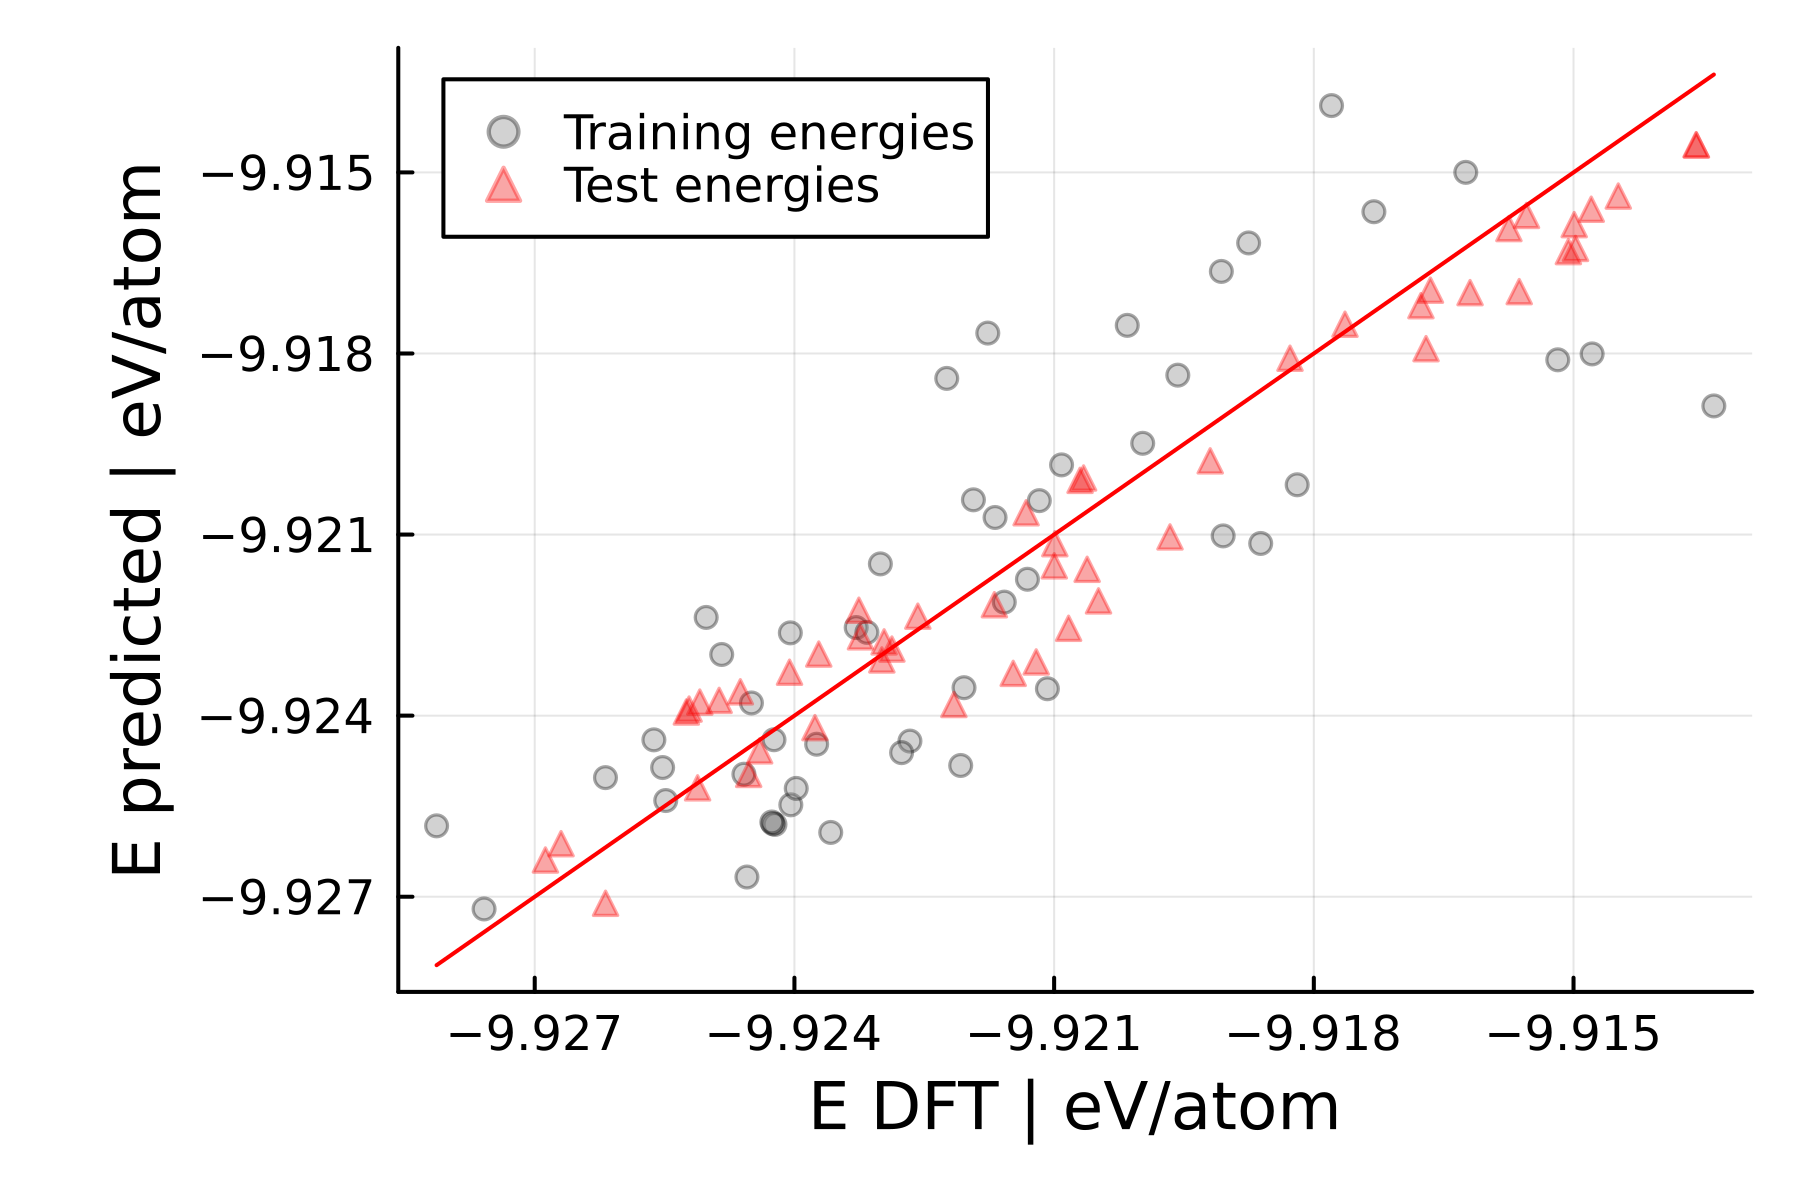 Training energies
Test energies
E predicted | eV/atom
−9.915
−9.918
−9.921
−9.924
−9.927
−9.927 −9.924 −9.921 −9.918 −9.915
E DFT | eV/atom